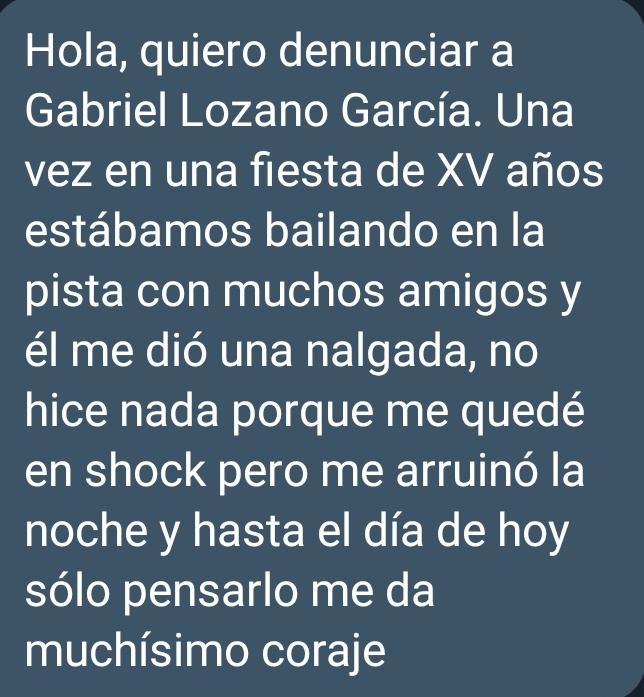 Hola, quiero denunciar a
Gabriel Lozano García. Una
vez en una fiesta de XV años
estábamos bailando en la
pista con muchos amigos y
él me dió una nalgada, no
hice nada porque me quedé
en shock pero me arruinó la
noche y hasta el día de hoy
sólo pensarlo me da
muchísimo coraje